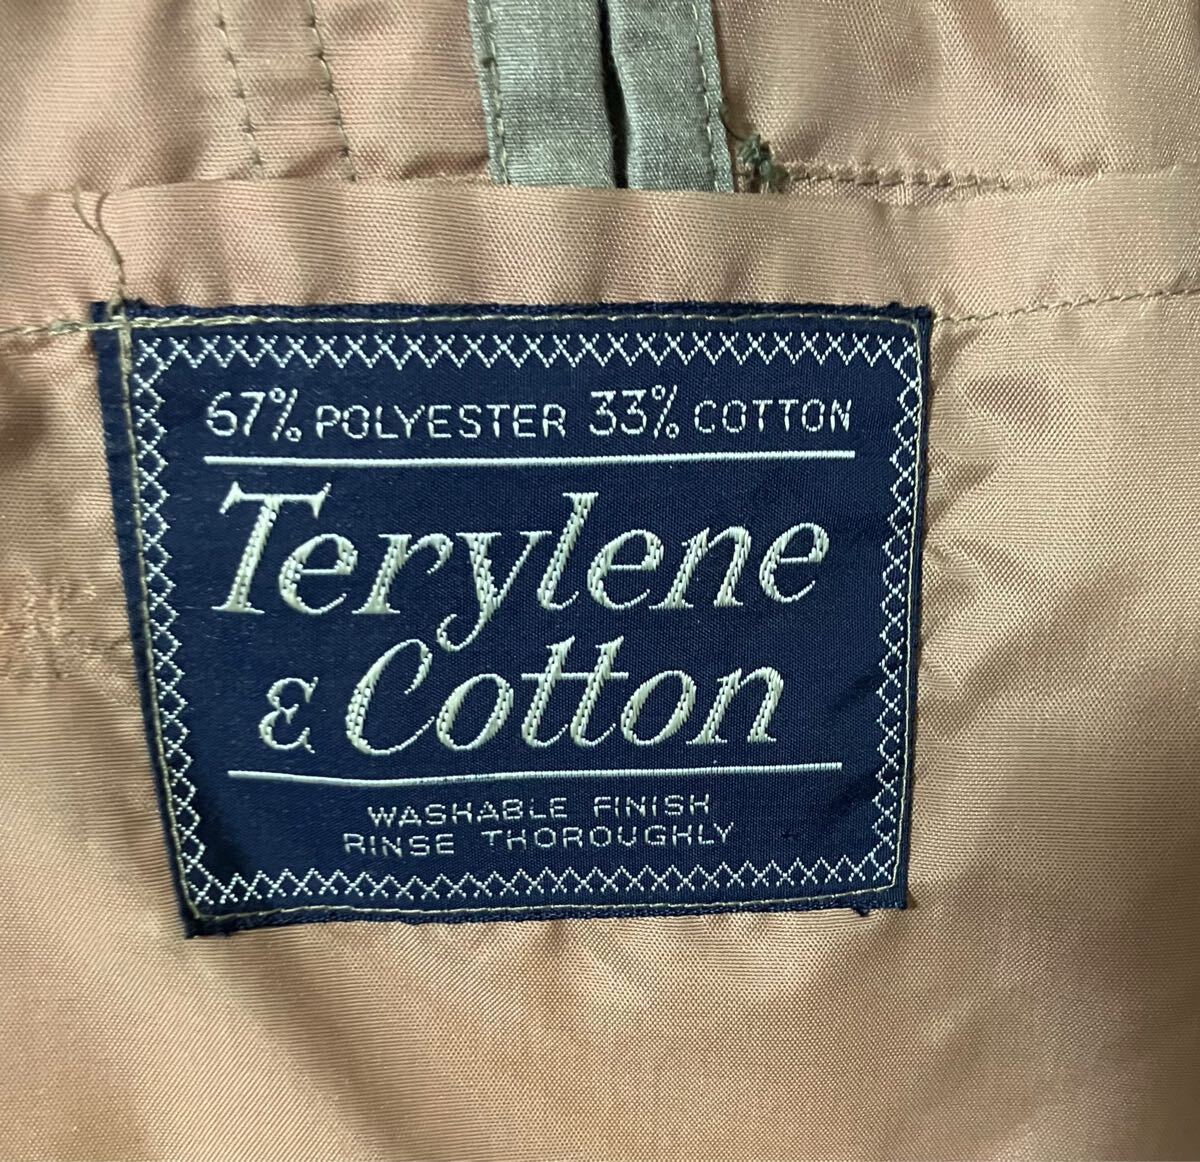 67% POLYESTER 33% COTTON
Terylene
& Cotton
WASHABLE FINISH
RINSE THOROUGHLY